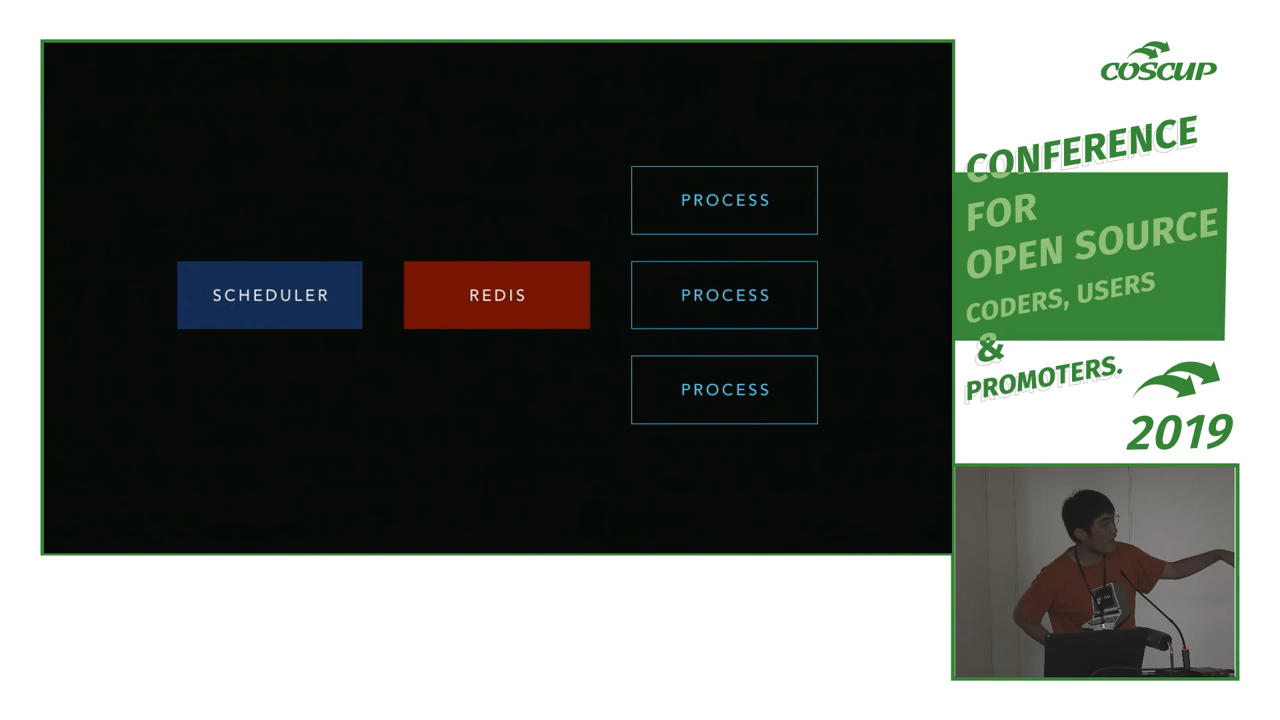 COSCUP
CONFERENCE
FOR
OPEN SOURCE
CODERS, USERS
&
PROMOTERS.
2019
PROCESS
SCHEDULER
REDIS
PROCESS
PROCESS